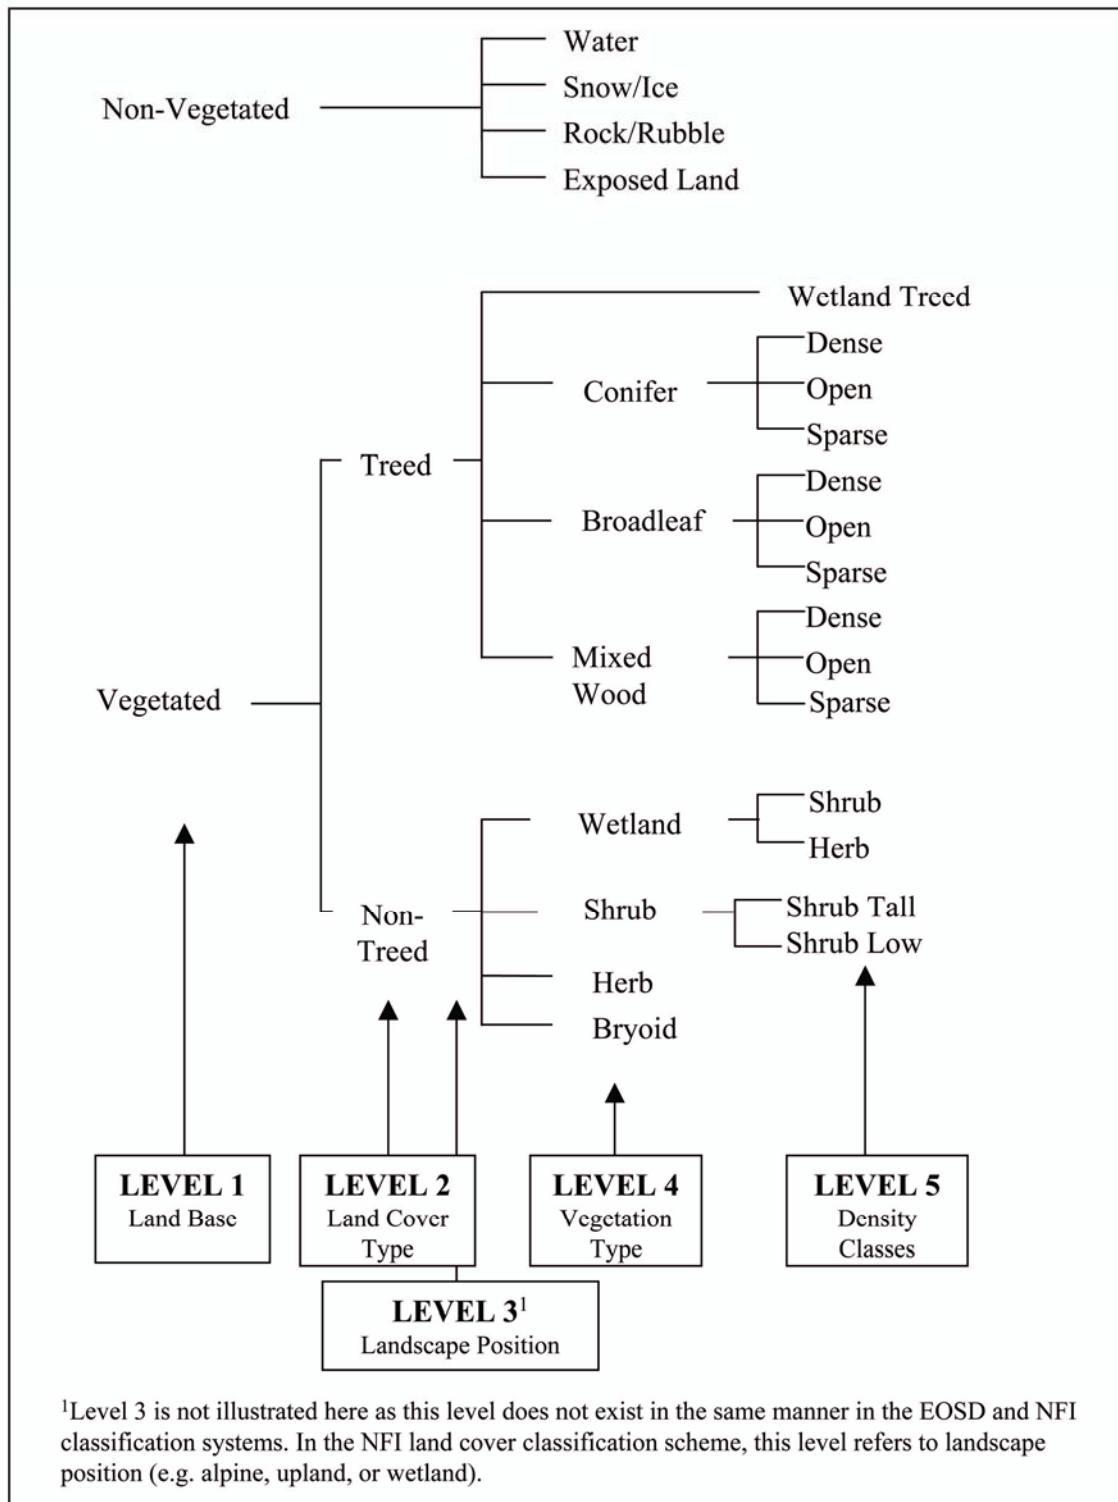 Non-Vegetated
Water
Snow/Ice
Rock/Rubble
Exposed Land
Vegetated
Treed
Wetland Treed
Conifer
Dense
Open
Sparse
Broadleaf
Dense
Open
Sparse
Mixed
Wood
Dense
Open
Sparse
Non-
Treed
Wetland
Shrub
Herb
Shrub
Shrub Tall
Shrub Low
Herb
Bryoid
LEVEL 1
Land Base
LEVEL 2
Land Cover
Type
LEVEL 3¹
Landscape Position
LEVEL 4
Vegetation
Type
LEVEL 5
Density
Classes
¹Level 3 is not illustrated here as this level does not exist in the same manner in the EOSD and NFI
classification systems. In the NFI land cover classification scheme, this level refers to landscape
position (e.g. alpine, upland, or wetland).